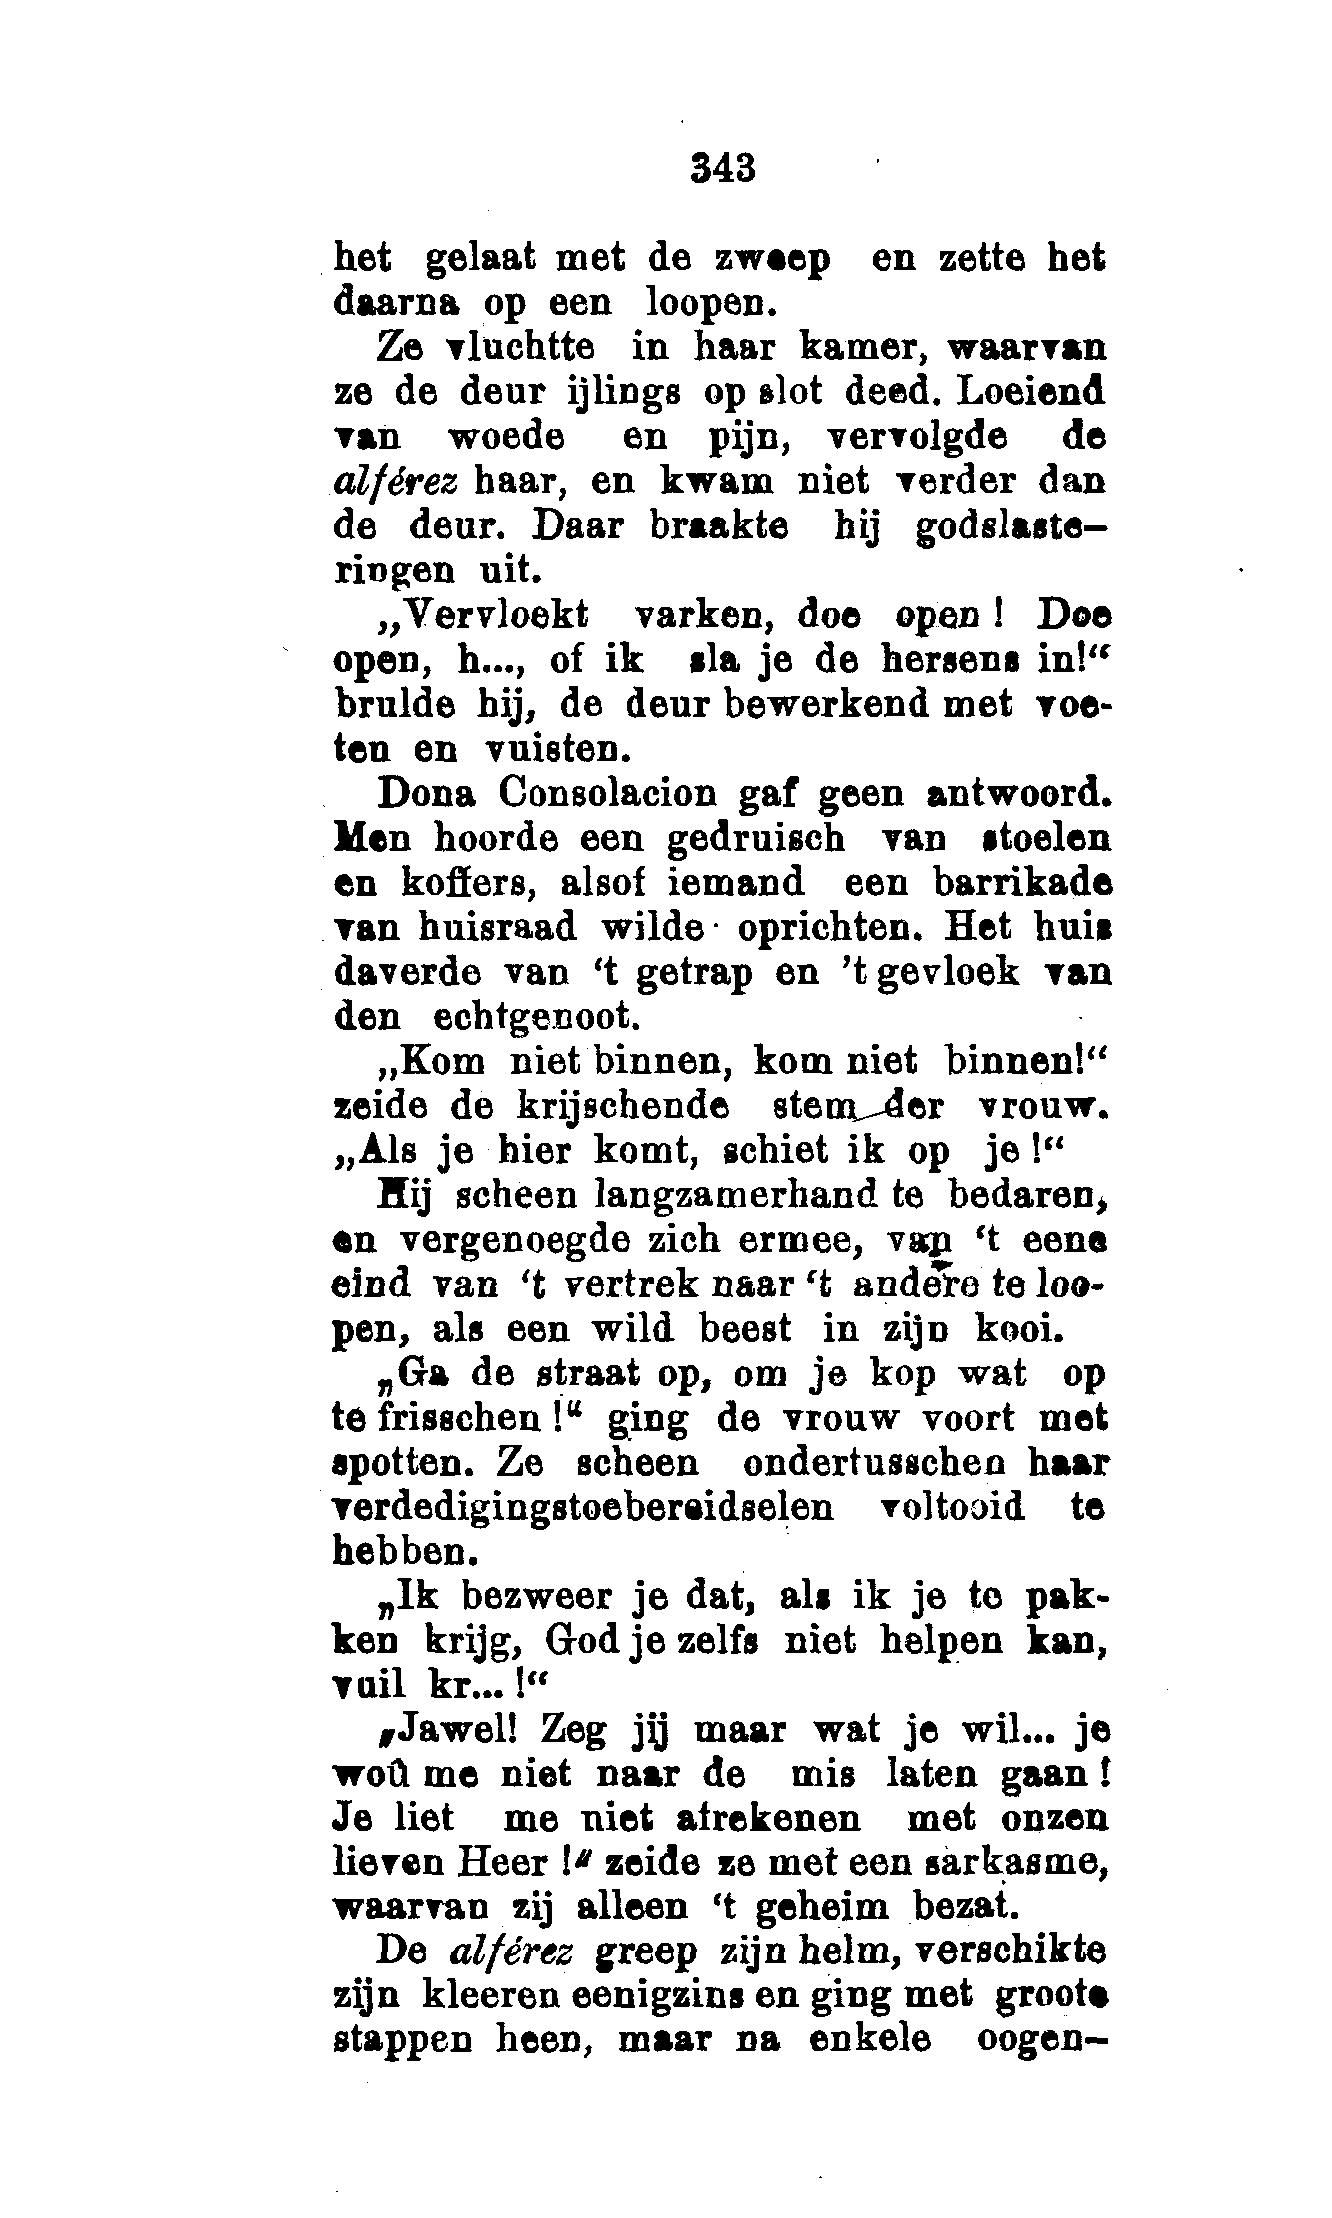 343
het gelaat met de zweep en zette het
daarna op een loopen.
Ze vluchtte in haar kamer, waarvan
ze de deur ijlings op slot deed. Loeiend
van woede en pijn, vervolgde de
alférez haar, en kwam niet verder dan
de deur. Daar braakte hij godslaste-
ringen uit.
„Vervloekt varken, doe open ! Doe
open, h..., of ik sla je de hersens in!“
brulde hij, de deur bewerkend met voe-
ten en vuisten.
Dona Consolacion gaf geen antwoord.
Men hoorde een gedruisch van stoelen
en koffers, alsof iemand een barrikade
van huisraad wilde oprichten. Het huis
daverde van ‘t getrap en ’t gevloek van
den echtgenoot.
„Kom niet binnen, kom niet binnen!“
zeide de krijschende stem der vrouw.
„Als je hier komt, schiet ik op je !“
Hij scheen langzamerhand te bedaren,
en vergenoegde zich ermee, van ‘t eene
eind van ‘t vertrek naar ‘t andere te loo-
pen, als een wild beest in zijn kooi.
„Ga de straat op, om je kop wat op
te frisschen !“ ging de vrouw voort met
spotten. Ze scheen ondertusschen haar
verdedigingstoebereidselen voltooid te
hebben.
„Ik bezweer je dat, als ik je te pak-
ken krijg, God je zelfs niet helpen kan,
vuil kr... !“
„Jawel! Zeg jij maar wat je wil... je
woû me niet naar de mis laten gaan !
Je liet me niet afrekenen met onzen
lieven Heer !“ zeide ze met een sarkasme,
waarvan zij alleen ‘t geheim bezat.
De alférez greep zijn helm, verschikte
zijn kleeren eenigzins en ging met groote
stappen heen, maar na enkele oogen-